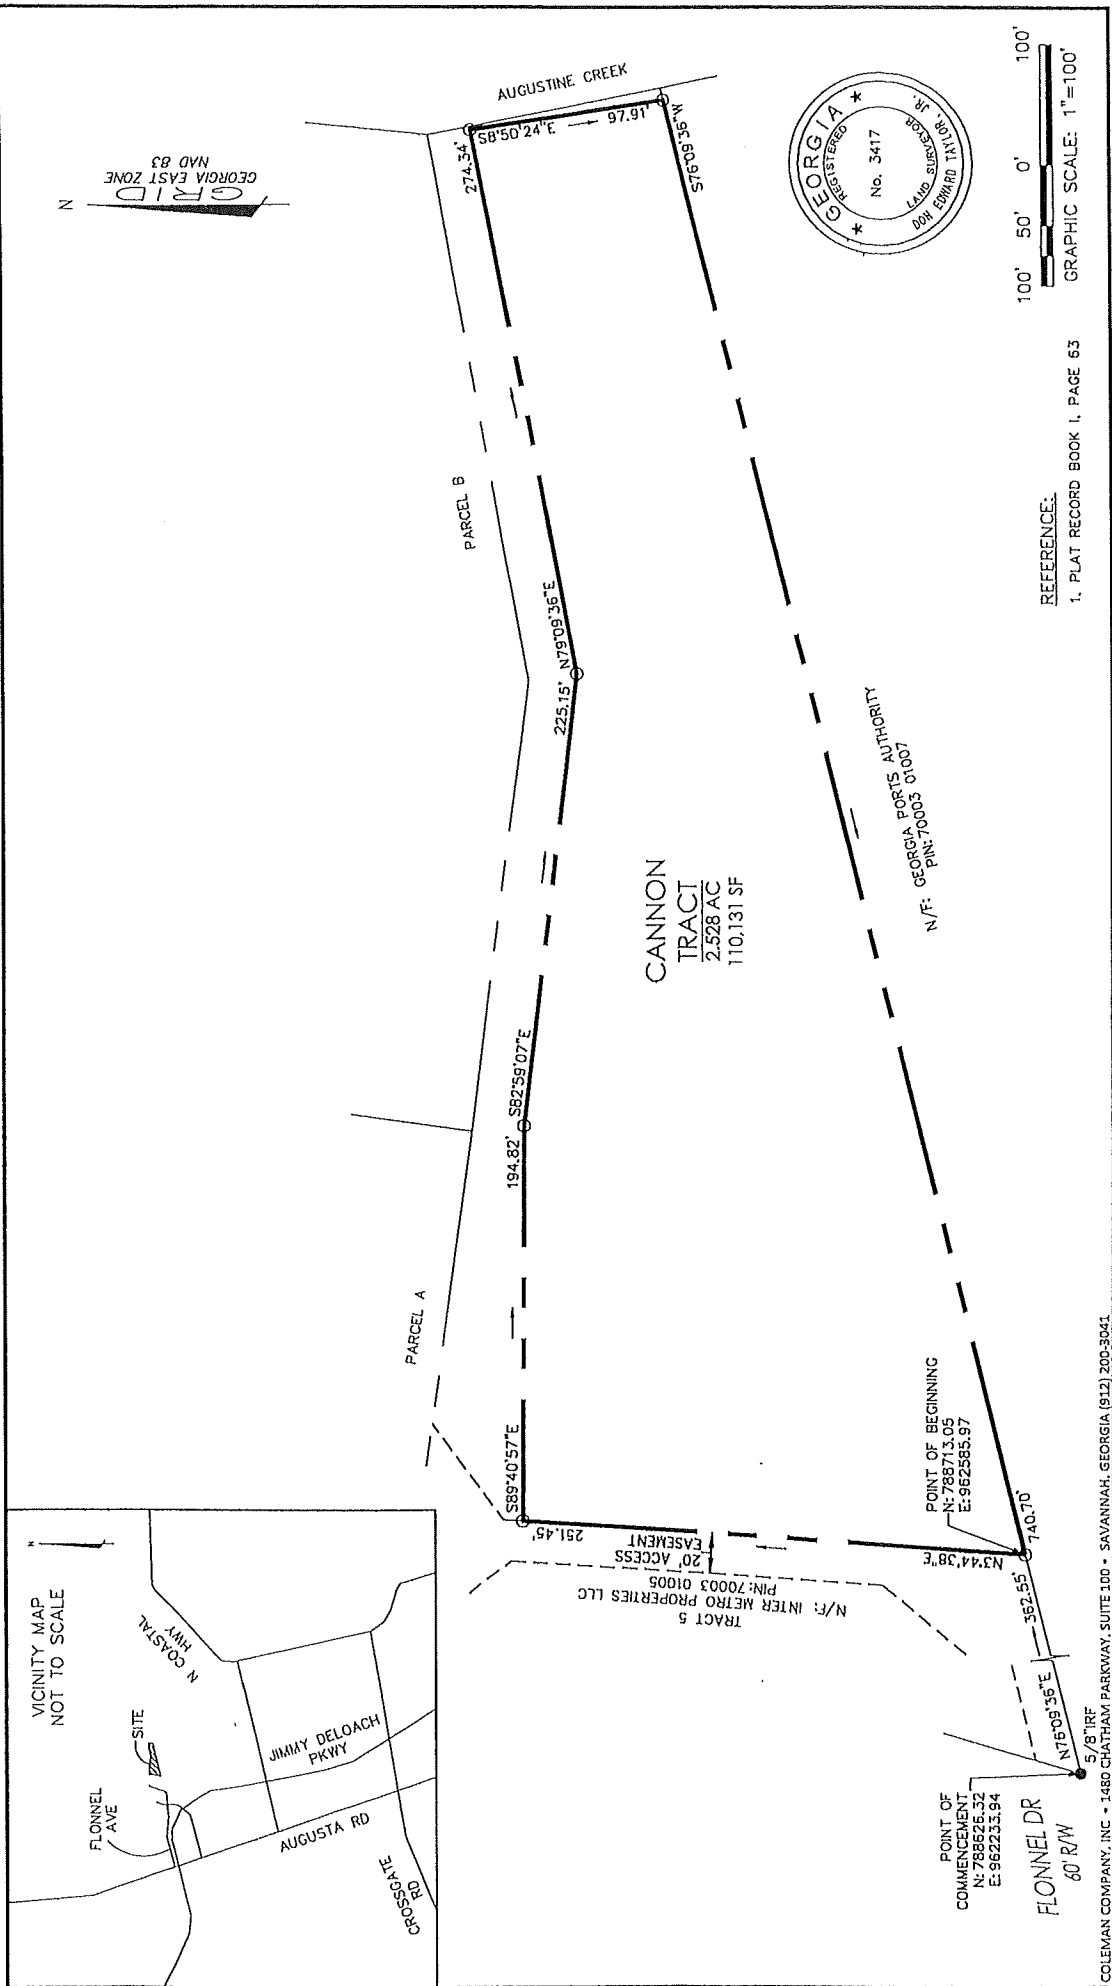 VICINITY MAP
NOT TO SCALE
N
FLONNEL
AVE
SITE
N COASTAL
HWY
JIMMY DELOACH
PKWY
AUGUSTA RD
CROSSGATE
RD
N
GRID
GEORGIA EAST ZONE
NAD 83
PARCEL A
PARCEL B
AUGUSTINE CREEK
S89°40'57"E
194.82'
S82°59'07"E
225.15'
N79°09'36"E
274.34'
S8°50'24"E
97.91'
S76°09'36"W
740.70'
N3°44'38"E
251.45'
20' ACCESS
EASEMENT
TRACT 5
N/F: INTER METRO PROPERTIES LLC
PIN: 70003 01005
CANNON
TRACT
2.528 AC
110,131 SF
N/F: GEORGIA PORTS AUTHORITY
PIN: 70003 01007
POINT OF BEGINNING
N: 788713.05
E: 962585.97
POINT OF
COMMENCEMENT
N: 788626.32
E: 962233.94
N76°09'36"E
362.55'
5/8"IRF
FLONNEL DR
60' R/W
REFERENCE:
1. PLAT RECORD BOOK I, PAGE 63
GEORGIA
REGISTERED
No. 3417
LAND SURVEYOR
DON EDWARD TAYLOR, JR.
100' 50' 0' 100'
GRAPHIC SCALE: 1"=100'
COLEMAN COMPANY, INC • 1480 CHATHAM PARKWAY, SUITE 100 • SAVANNAH, GEORGIA (912) 200-3041